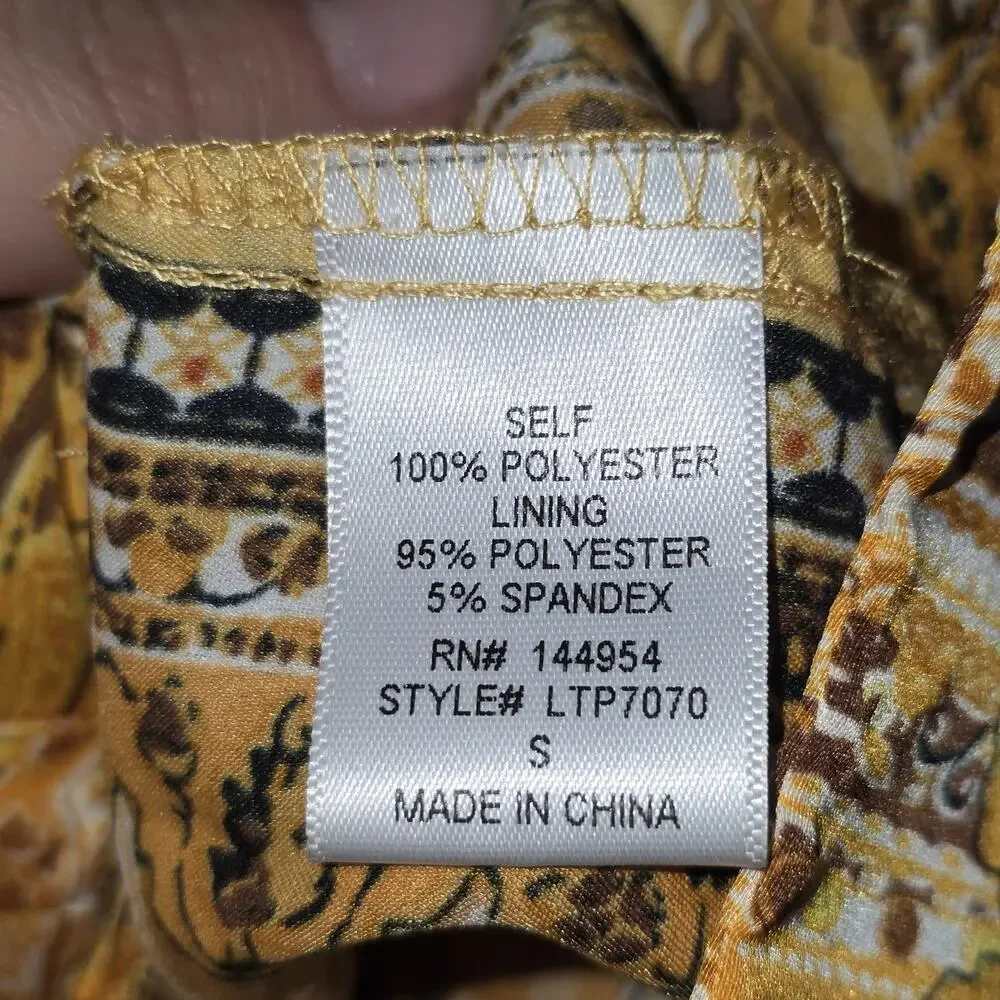 SELF
100% POLYESTER
LINING
95% POLYESTER
5% SPANDEX
RN# 144954
STYLE# LTP7070
S
MADE IN CHINA